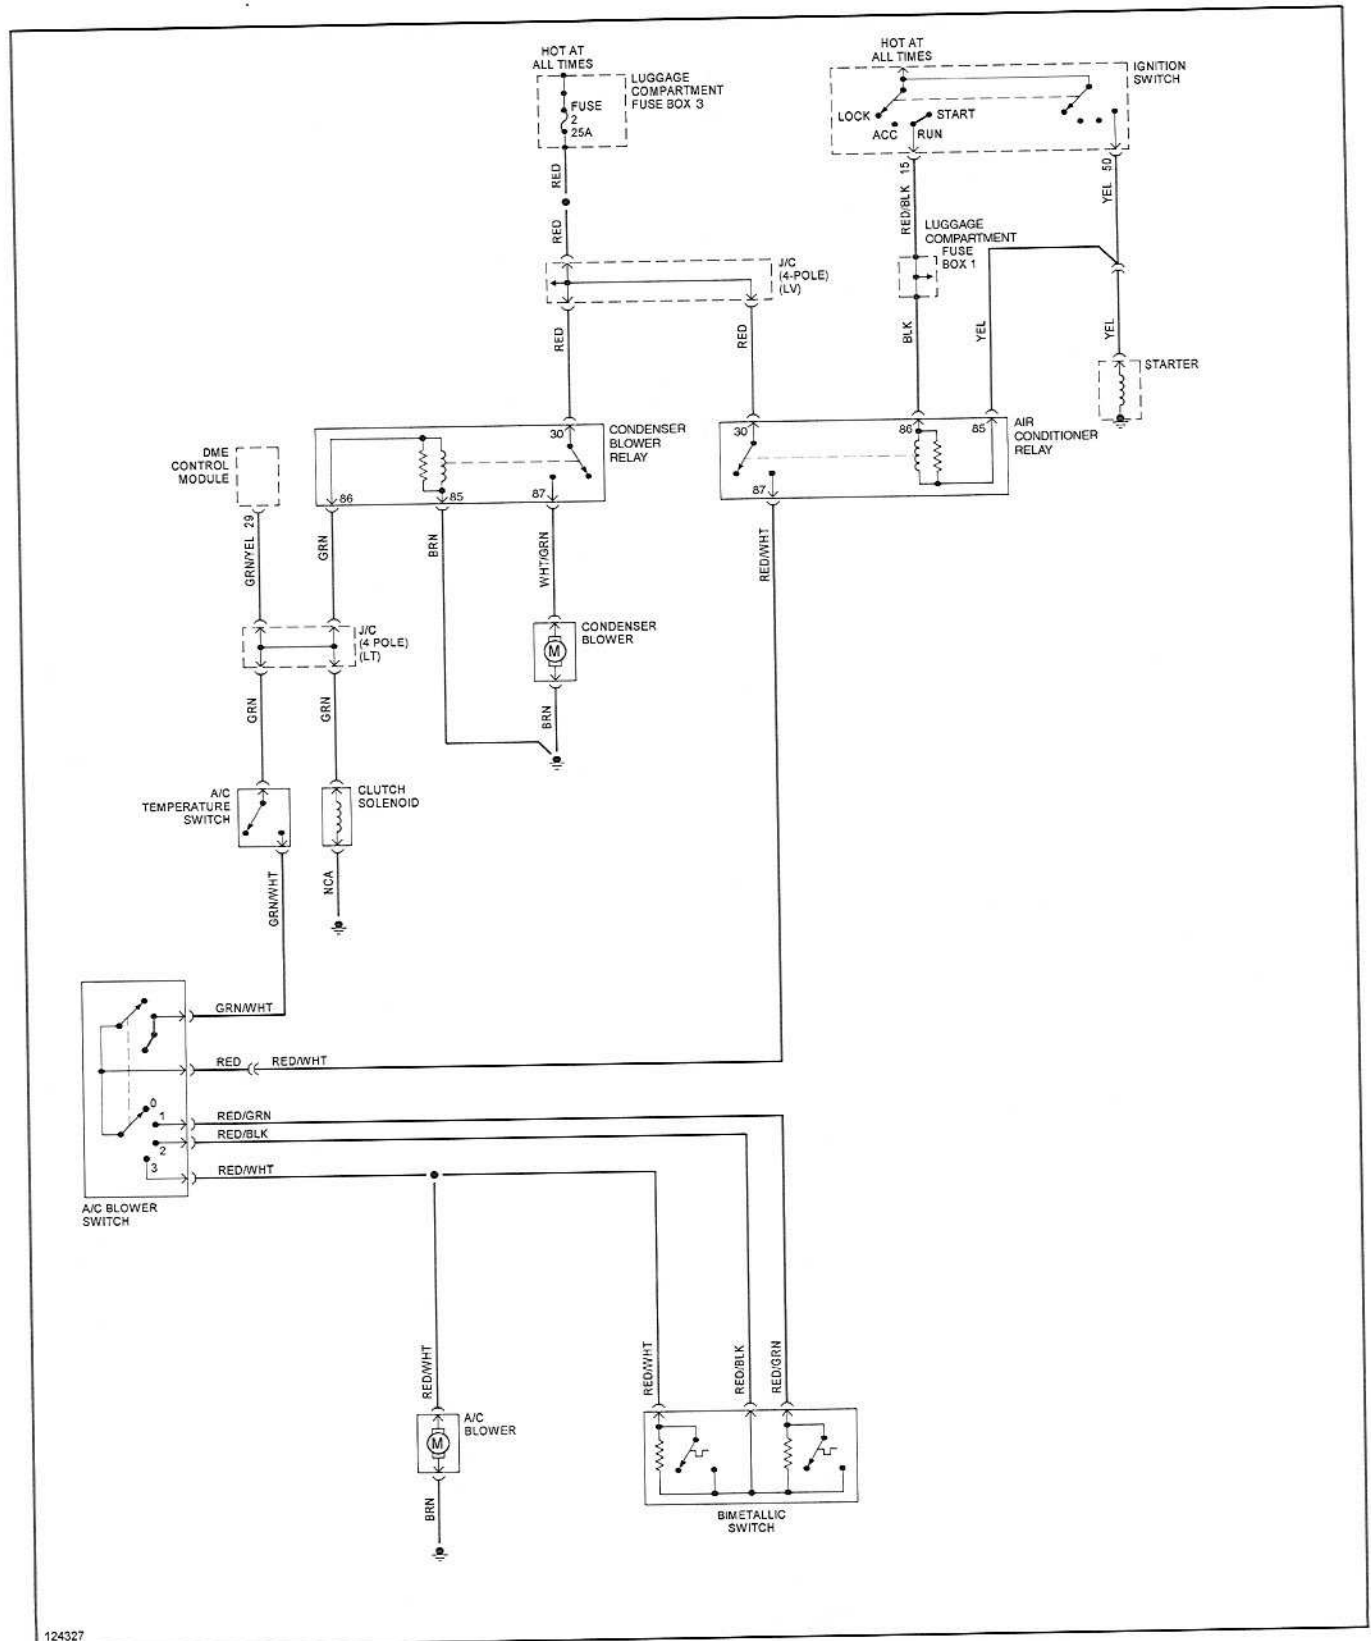 HOT AT
ALL TIMES
LUGGAGE
COMPARTMENT
FUSE BOX 3
FUSE
2
25A
RED
RED
HOT AT
ALL TIMES
IGNITION
SWITCH
LOCK
ACC
RUN
START
15
50
RED/BLK
YEL
LUGGAGE
COMPARTMENT
FUSE
BOX 1
J/C
(4-POLE)
(LV)
RED
RED
BLK
YEL
YEL
STARTER
DME
CONTROL
MODULE
30
CONDENSER
BLOWER
RELAY
86
85
87
30
86
85
AIR
CONDITIONER
RELAY
87
29
GRN/YEL
GRN
BRN
WHT/GRN
RED/WHT
J/C
(4 POLE)
(LT)
CONDENSER
BLOWER
M
GRN
GRN
BRN
A/C
TEMPERATURE
SWITCH
CLUTCH
SOLENOID
GRN/WHT
NCA
GRN/WHT
RED
RED/WHT
0
1
2
3
RED/GRN
RED/BLK
RED/WHT
A/C BLOWER
SWITCH
RED/WHT
RED/WHT
RED/BLK
RED/GRN
A/C
BLOWER
M
BRN
BIMETALLIC
SWITCH
124327